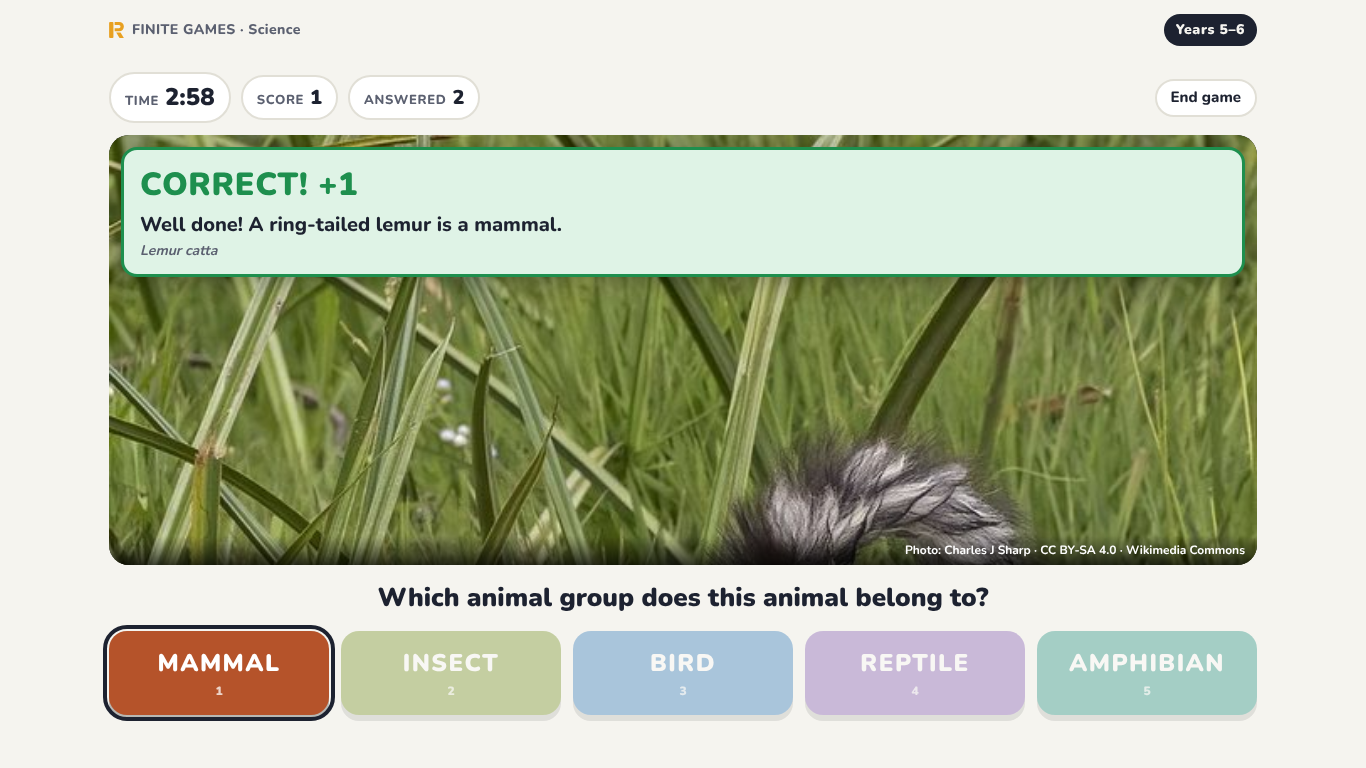 FINITE GAMES · Science
Years 5–6
TIME 2:58
SCORE 1
ANSWERED 2
End game
CORRECT! +1
Well done! A ring-tailed lemur is a mammal.
Lemur catta
Photo: Charles J Sharp · CC BY-SA 4.0 · Wikimedia Commons
Which animal group does this animal belong to?
MAMMAL
1
INSECT
2
BIRD
3
REPTILE
4
AMPHIBIAN
5